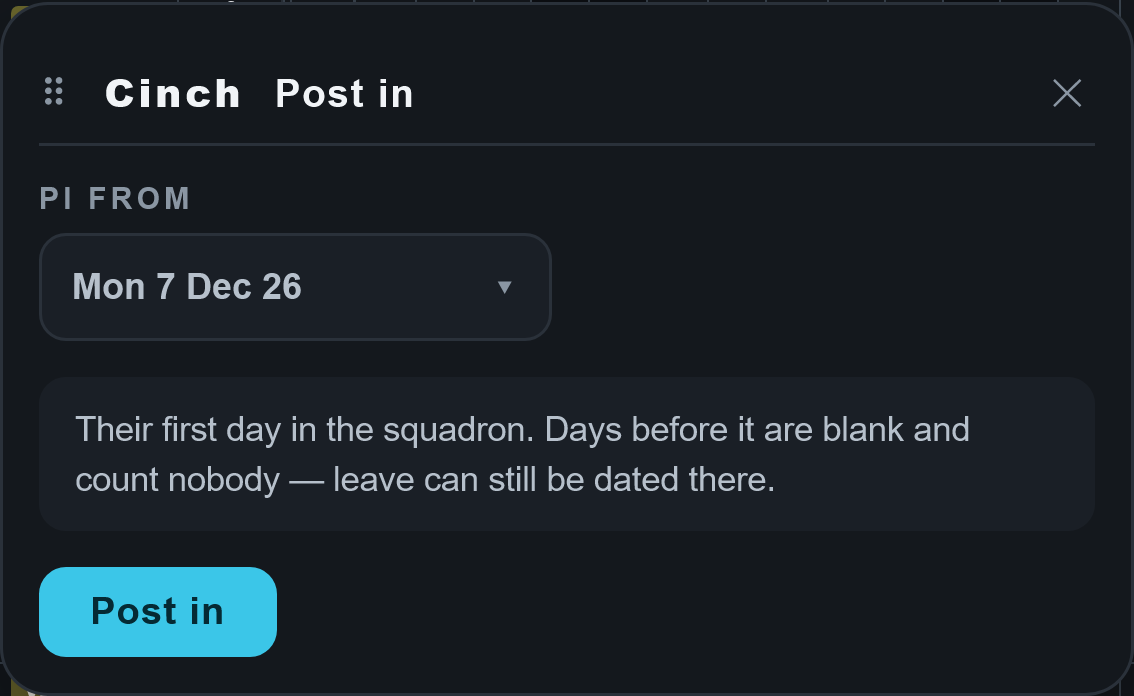 Cinch Post in
PI FROM
Mon 7 Dec 26
Their first day in the squadron. Days before it are blank and
count nobody — leave can still be dated there.
Post in